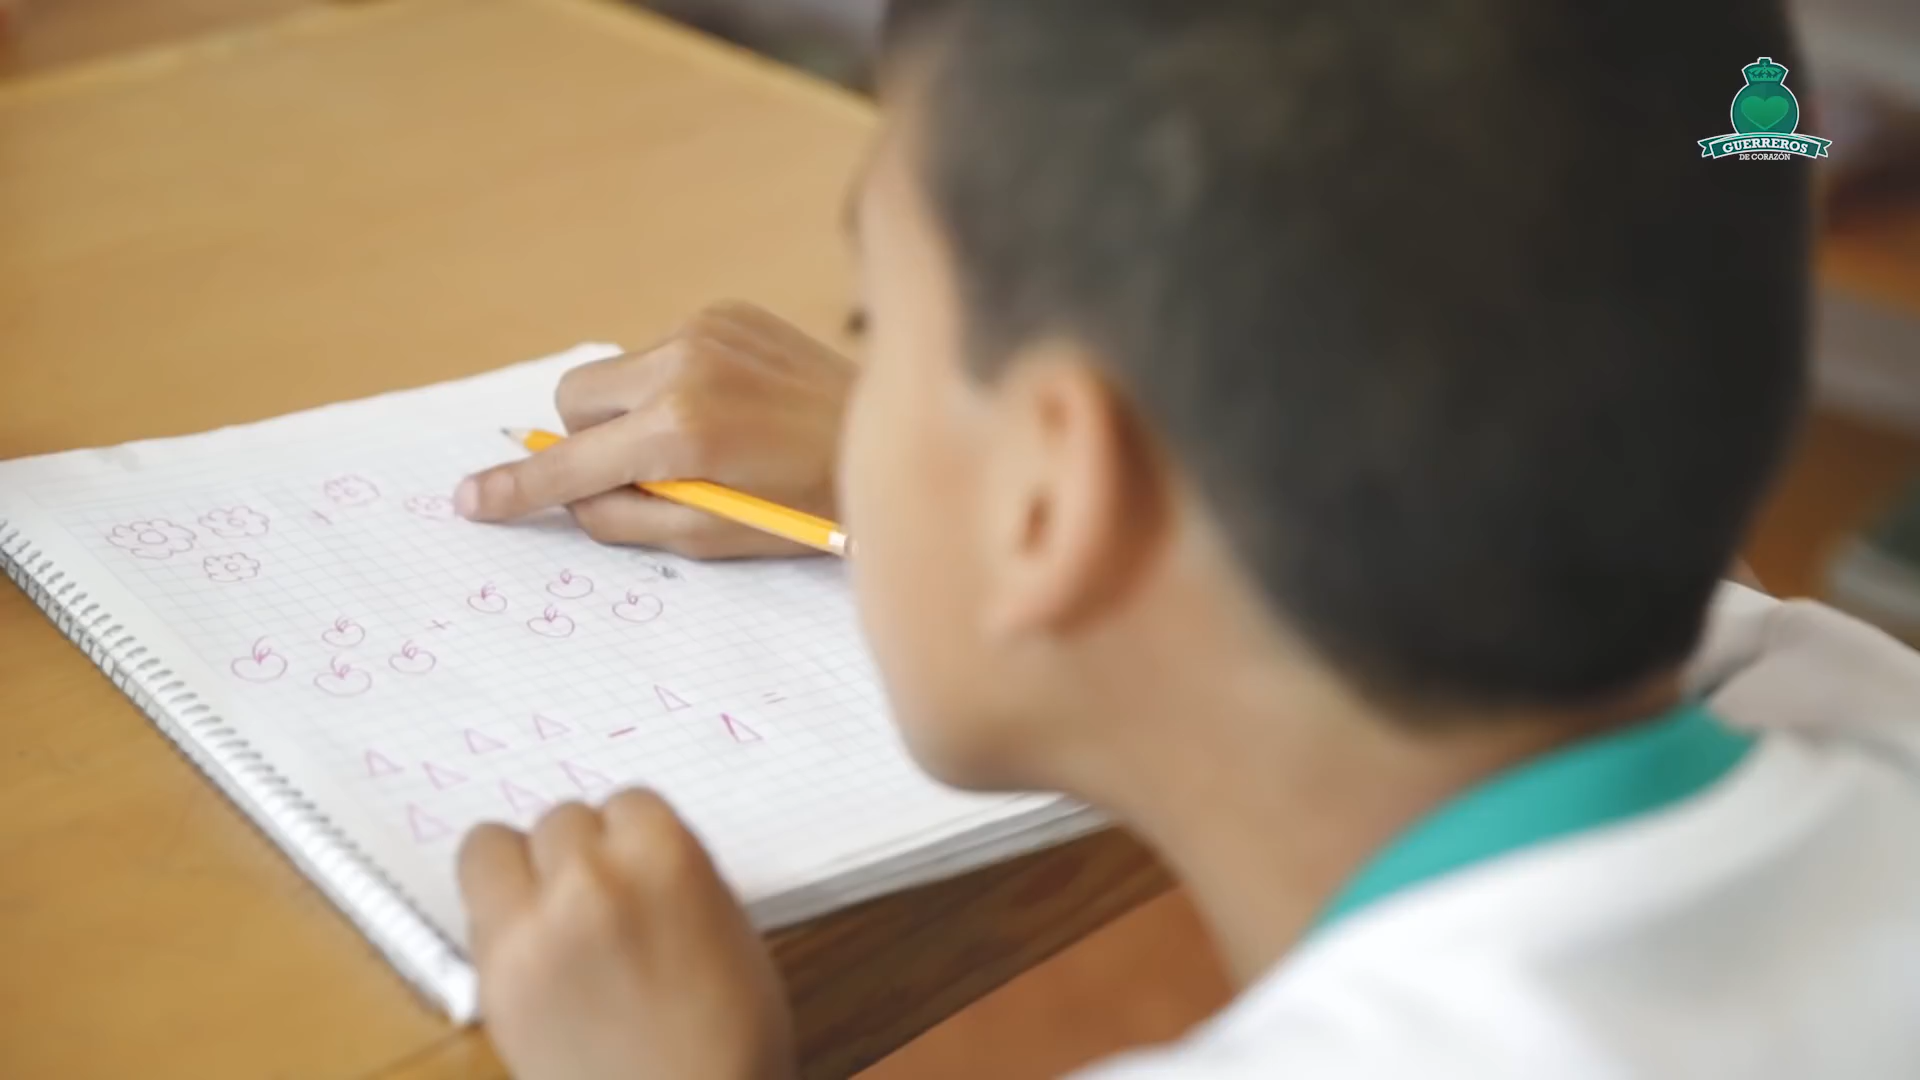 GUERREROS
DE CORAZÓN
+
-
=